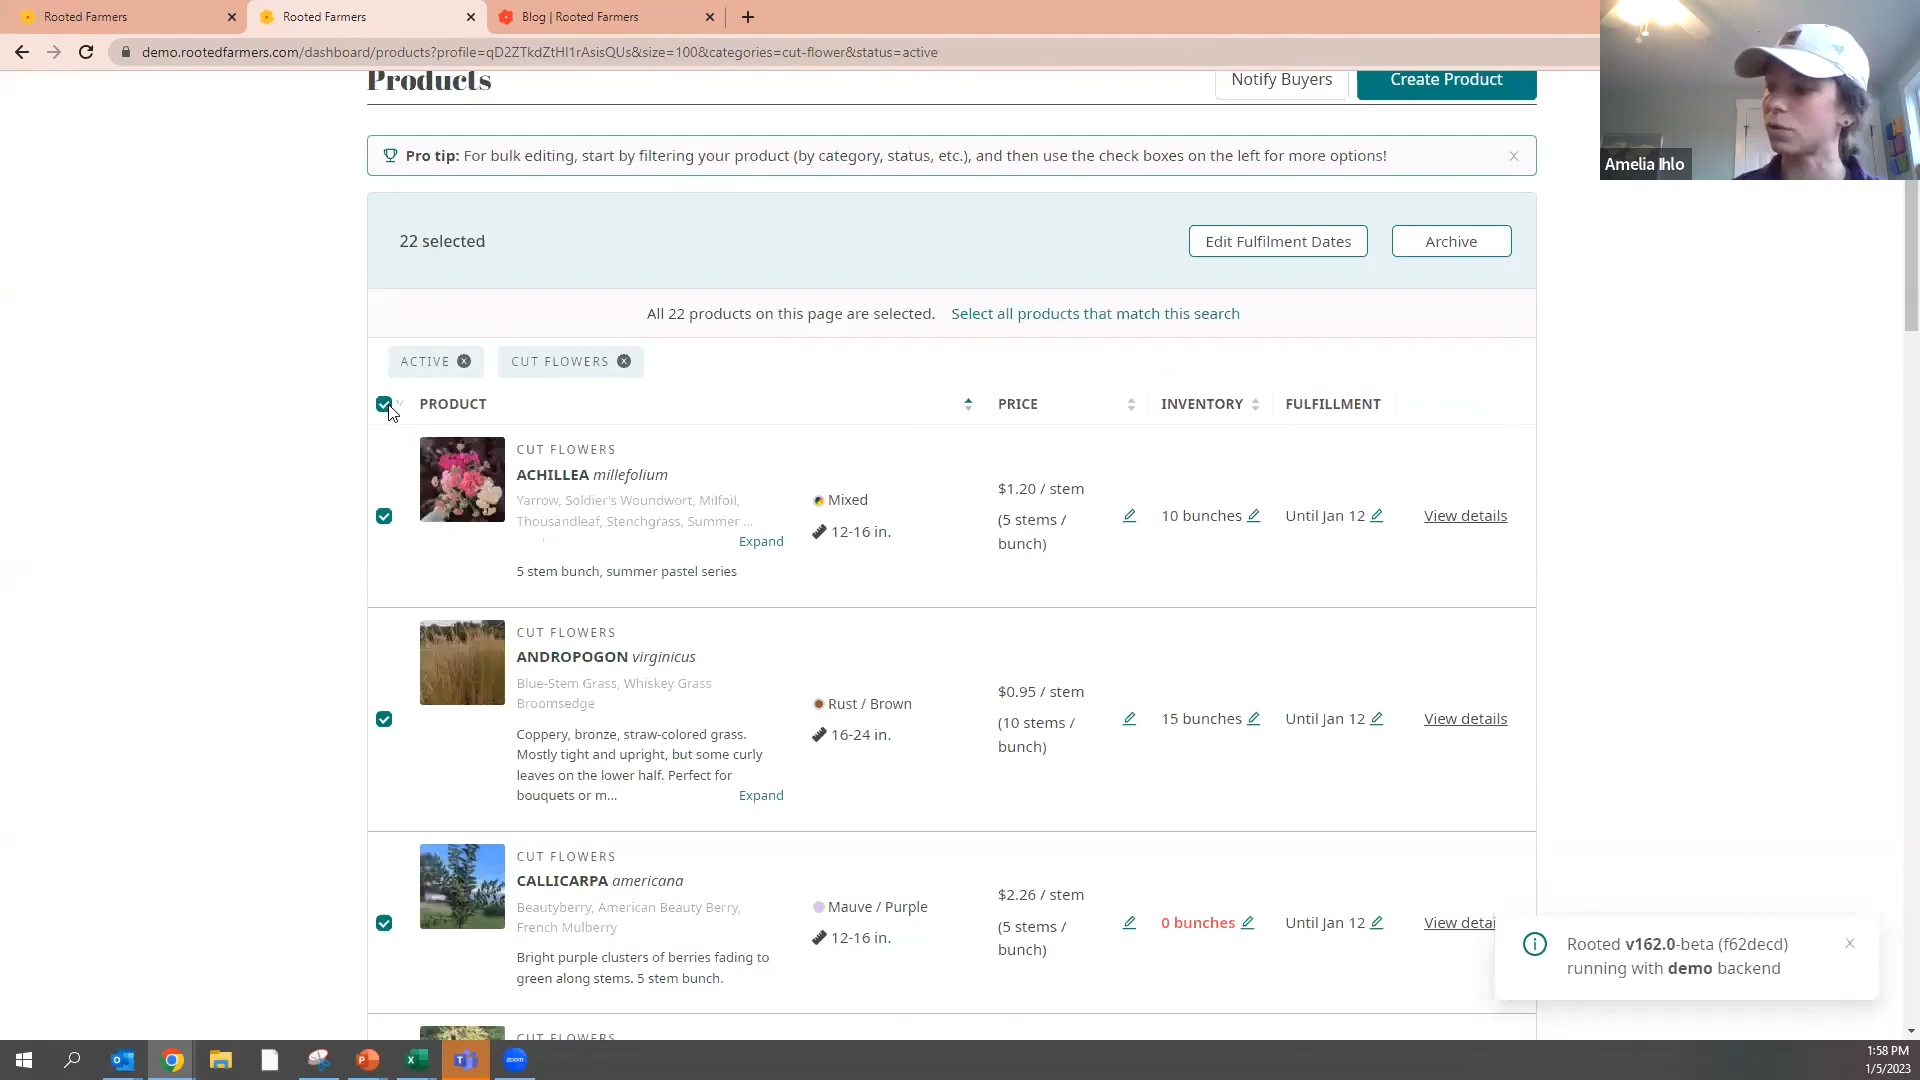 Rooted Farmers
Rooted Farmers
Blog | Rooted Farmers
demo.rootedfarmers.com/dashboard/products?profile=qD2ZTkdZtHl1rAsisQUs&size=100&categories=cut-flower&status=active
Products
Notify Buyers
Create Product
Pro tip: For bulk editing, start by filtering your product (by category, status, etc.), and then use the check boxes on the left for more options!
Amelia Ihlo
22 selected
Edit Fulfilment Dates
Archive
All 22 products on this page are selected. Select all products that match this search
ACTIVE
CUT FLOWERS
PRODUCT
PRICE
INVENTORY
FULFILLMENT
CUT FLOWERS
ACHILLEA millefolium
Yarrow, Soldier's Woundwort, Milfoil,
Thousandleaf, Stenchgrass, Summer ...
Expand
5 stem bunch, summer pastel series
Mixed
12-16 in.
$1.20 / stem
(5 stems /
bunch)
10 bunches
Until Jan 12
View details
CUT FLOWERS
ANDROPOGON virginicus
Blue-Stem Grass, Whiskey Grass
Broomsedge
Coppery, bronze, straw-colored grass.
Mostly tight and upright, but some curly
leaves on the lower half. Perfect for
bouquets or m...
Expand
Rust / Brown
16-24 in.
$0.95 / stem
(10 stems /
bunch)
15 bunches
Until Jan 12
View details
CUT FLOWERS
CALLICARPA americana
Beautyberry, American Beauty Berry,
French Mulberry
Bright purple clusters of berries fading to
green along stems. 5 stem bunch.
Mauve / Purple
12-16 in.
$2.26 / stem
(5 stems /
bunch)
0 bunches
Until Jan 12
View detai
Rooted v162.0-beta (f62decd)
running with demo backend
CUT FLOWERS
zoom
1:58 PM
1/5/2023